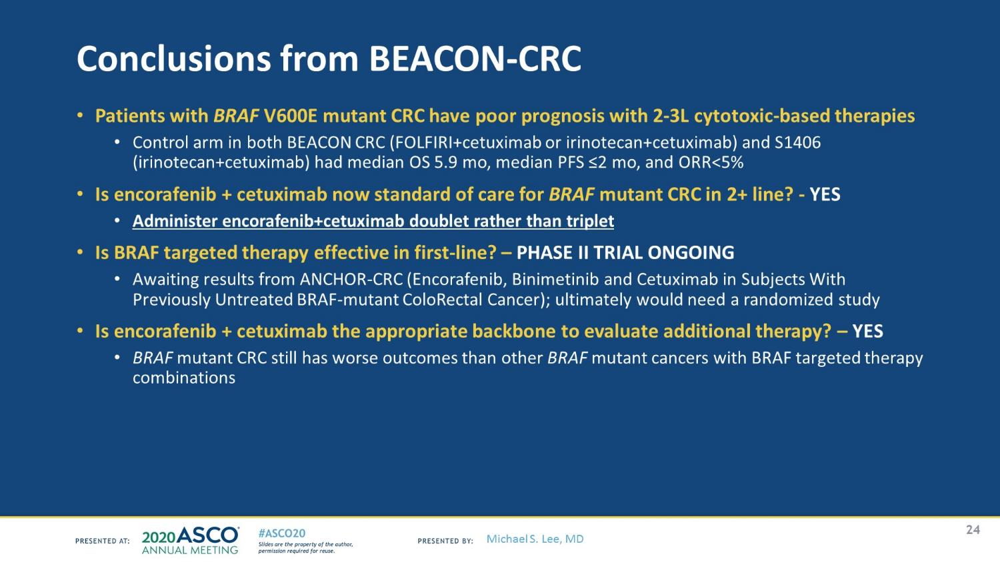 Conclusions from BEACON-CRC
• Patients with BRAF V600E mutant CRC have poor prognosis with 2-3L cytotoxic-based therapies
• Control arm in both BEACON CRC (FOLFIRI+cetuximab or irinotecan+cetuximab) and S1406
(irinotecan+cetuximab) had median OS 5.9 mo, median PFS ≤2 mo, and ORR<5%
• Is encorafenib + cetuximab now standard of care for BRAF mutant CRC in 2+ line? - YES
• Administer encorafenib+cetuximab doublet rather than triplet
• Is BRAF targeted therapy effective in first-line? – PHASE II TRIAL ONGOING
• Awaiting results from ANCHOR-CRC (Encorafenib, Binimetinib and Cetuximab in Subjects With
Previously Untreated BRAF-mutant ColoRectal Cancer); ultimately would need a randomized study
• Is encorafenib + cetuximab the appropriate backbone to evaluate additional therapy? – YES
• BRAF mutant CRC still has worse outcomes than other BRAF mutant cancers with BRAF targeted therapy
combinations
PRESENTED AT:
2020 ASCO
ANNUAL MEETING
#ASCO20
Slides are the property of the author,
permission required for reuse.
PRESENTED BY:
Michael S. Lee, MD
24